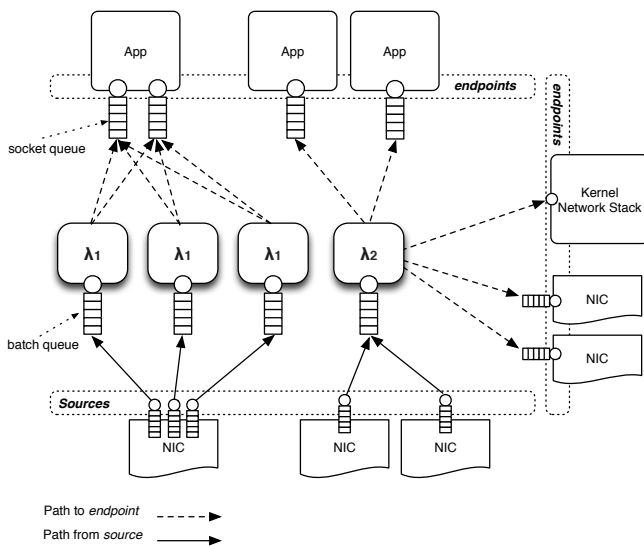 App
App
App
endpoints
endpoints
socket queue
Kernel
Network Stack
λ1
λ1
λ1
λ2
NIC
batch queue
NIC
Sources
NIC
NIC
NIC
Path to endpoint
Path from source